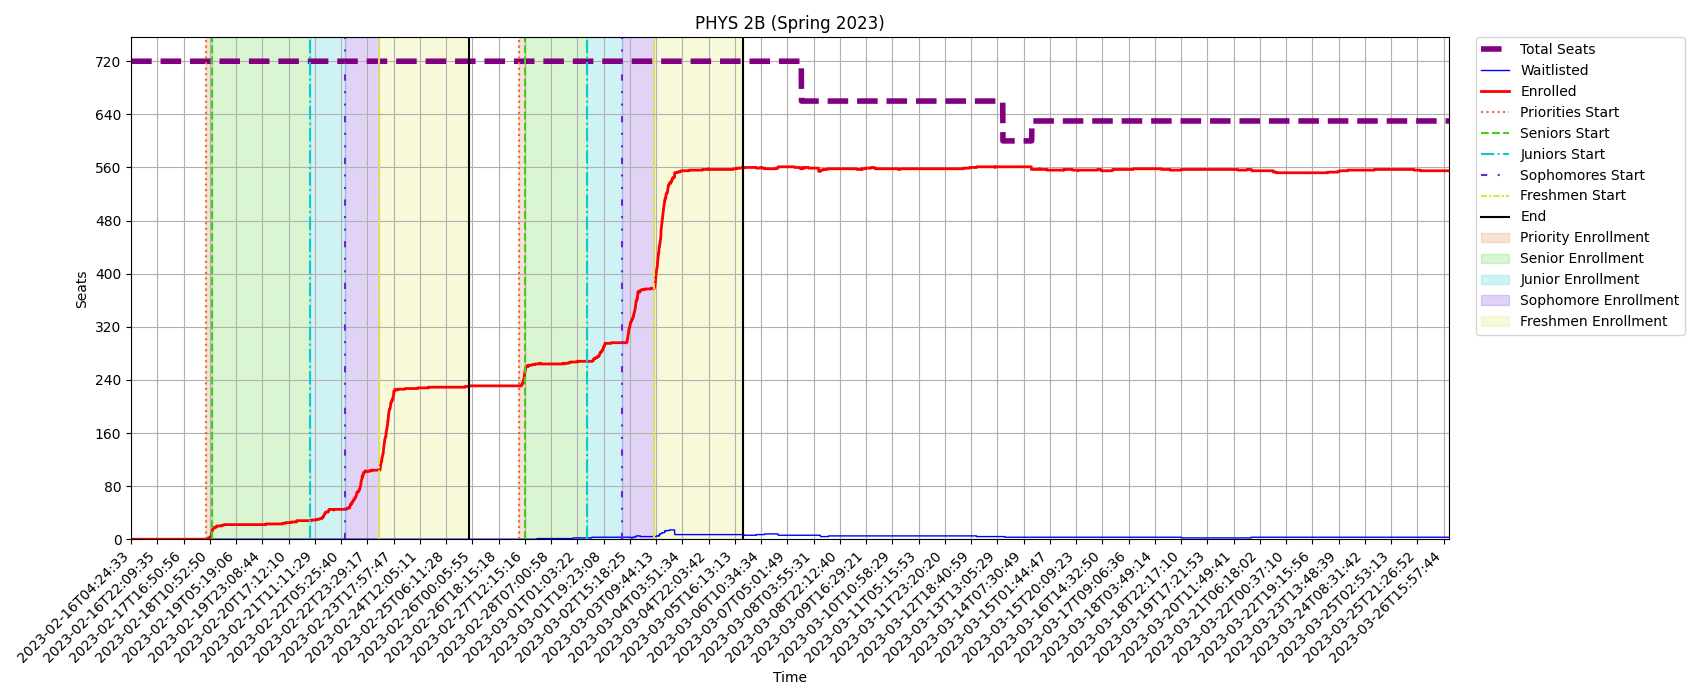 PHYS 2B (Spring 2023)
Seats
720
640
560
480
400
320
240
160
80
0
2023-02-16T04:24:33
2023-02-16T22:09:35
2023-02-17T16:50:56
2023-02-18T10:52:50
2023-02-19T05:19:06
2023-02-19T23:08:44
2023-02-20T17:12:10
2023-02-21T11:11:29
2023-02-22T05:25:40
2023-02-22T23:29:17
2023-02-23T17:57:47
2023-02-24T12:05:11
2023-02-25T06:11:28
2023-02-26T00:05:55
2023-02-26T18:15:18
2023-02-27T12:15:16
2023-02-28T07:00:58
2023-03-01T01:03:22
2023-03-01T19:23:08
2023-03-02T15:18:25
2023-03-03T09:44:13
2023-03-04T03:51:34
2023-03-04T22:03:42
2023-03-05T16:13:13
2023-03-06T10:34:34
2023-03-07T05:01:49
2023-03-08T03:55:31
2023-03-08T22:12:40
2023-03-09T16:29:21
2023-03-10T10:58:29
2023-03-11T05:15:53
2023-03-11T23:20:20
2023-03-12T18:40:59
2023-03-13T13:05:29
2023-03-14T07:30:49
2023-03-15T01:44:47
2023-03-15T20:09:23
2023-03-16T14:32:50
2023-03-17T09:06:36
2023-03-18T03:49:14
2023-03-18T22:17:10
2023-03-19T17:21:53
2023-03-20T11:49:41
2023-03-21T06:18:02
2023-03-22T00:37:10
2023-03-22T19:15:56
2023-03-23T13:48:39
2023-03-24T08:31:42
2023-03-25T02:53:13
2023-03-25T21:26:52
2023-03-26T15:57:44
Time
Total Seats
Waitlisted
Enrolled
Priorities Start
Seniors Start
Juniors Start
Sophomores Start
Freshmen Start
End
Priority Enrollment
Senior Enrollment
Junior Enrollment
Sophomore Enrollment
Freshmen Enrollment